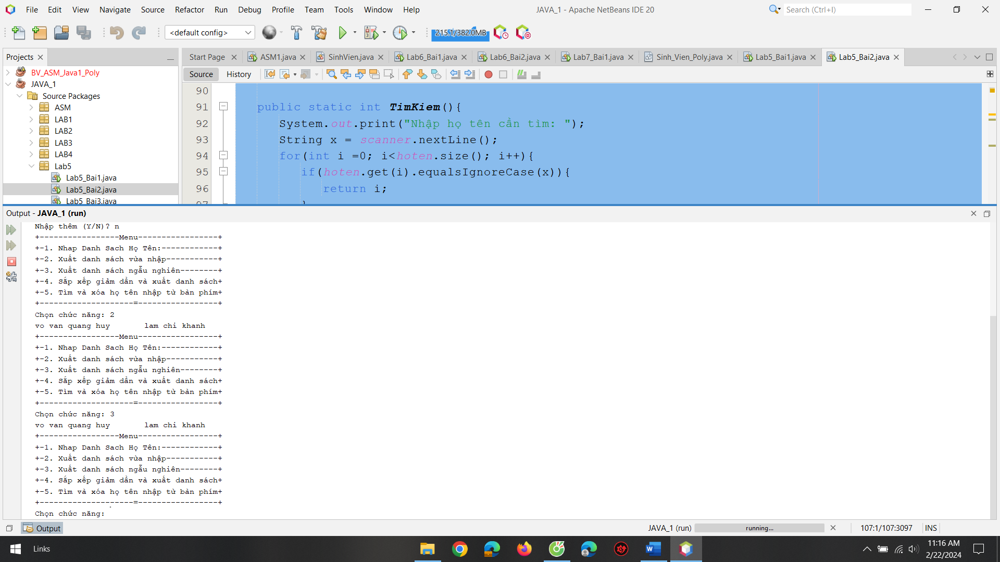 File Edit View Navigate Source Refactor Run Debug Profile Team Tools Window Help JAVA_1 - Apache NetBeans IDE 20 Search (Ctrl+I)
<default config> 215.1/382.0MB
Projects
Start Page ASM1.java SinhVien.java Lab6_Bai1.java Lab6_Bai2.java Lab7_Bai1.java Sinh_Vien_Poly.java Lab5_Bai1.java Lab5_Bai2.java
BV_ASM_Java1_Poly
JAVA_1
Source Packages
ASM
LAB1
LAB2
LAB3
LAB4
Lab5
Lab5_Bai1.java
Lab5_Bai2.java
Lab5_Bai3.java
Source History
90
91 public static int TimKiem(){
92 System.out.print("Nhập họ tên cần tìm: ");
93 String x = scanner.nextLine();
94 for(int i =0; i<hoten.size(); i++){
95 if(hoten.get(i).equalsIgnoreCase(x)){
96 return i;
97 }
Output - JAVA_1 (run)
Nhập thêm (Y/N)? n
+-----------------Menu-----------------+
+-1. Nhap Danh Sach Họ Tên:------------+
+-2. Xuất danh sách vừa nhập-----------+
+-3. Xuất danh sách ngẫu nghiên--------+
+-4. Sắp xếp giảm dần và xuất danh sách+
+-5. Tìm và xóa họ tên nhập từ bàn phím+
+--------------------=-----------------+
Chọn chức năng: 2
vo van quang huy lam chi khanh
+-----------------Menu-----------------+
+-1. Nhap Danh Sach Họ Tên:------------+
+-2. Xuất danh sách vừa nhập-----------+
+-3. Xuất danh sách ngẫu nghiên--------+
+-4. Sắp xếp giảm dần và xuất danh sách+
+-5. Tìm và xóa họ tên nhập từ bàn phím+
+--------------------=-----------------+
Chọn chức năng: 3
vo van quang huy lam chi khanh
+-----------------Menu-----------------+
+-1. Nhap Danh Sach Họ Tên:------------+
+-2. Xuất danh sách vừa nhập-----------+
+-3. Xuất danh sách ngẫu nghiên--------+
+-4. Sắp xếp giảm dần và xuất danh sách+
+-5. Tìm và xóa họ tên nhập từ bàn phím+
+--------------------=-----------------+
Chọn chức năng:
Output JAVA_1 (run) running... 107:1/107:3097 INS
Links
11:16 AM
2/22/2024